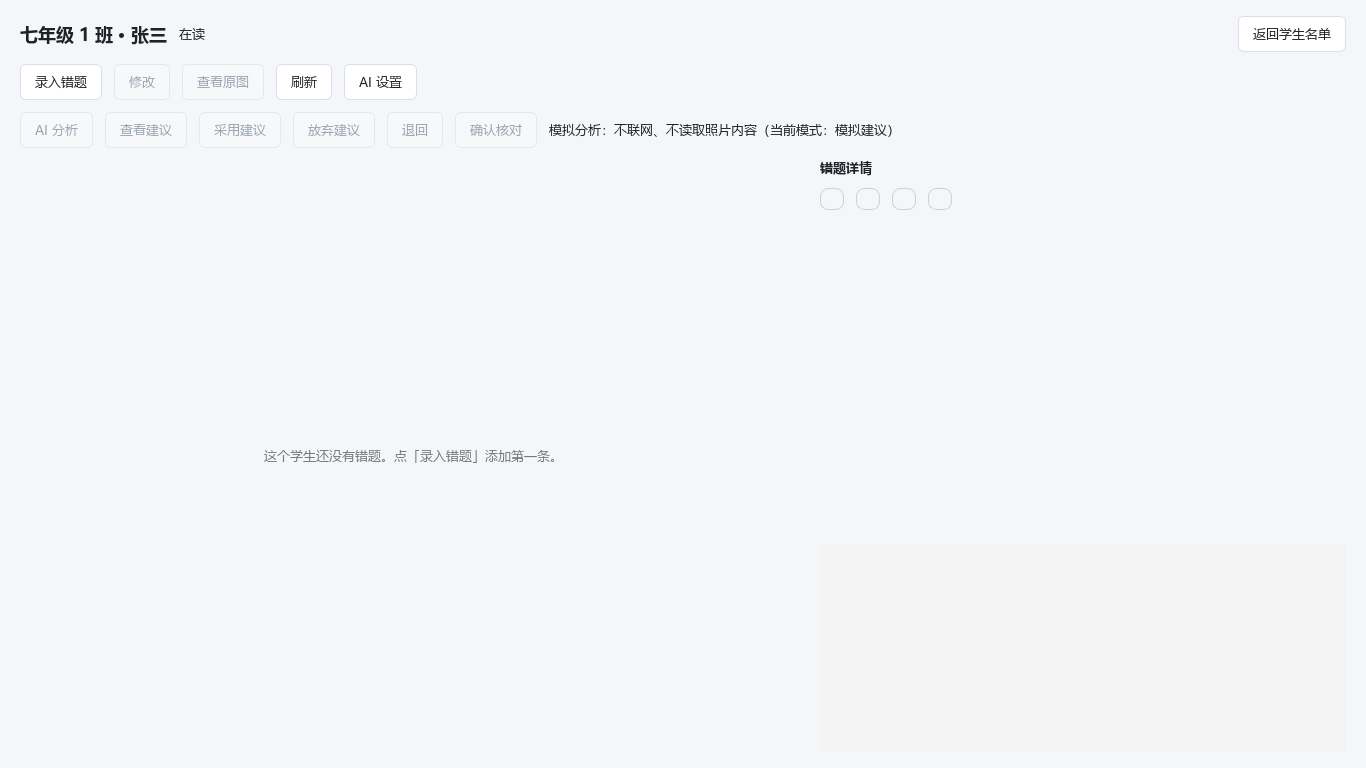 七年级 1 班 • 张三 在读 返回学生名单
录入错题 修改 查看原图 刷新 AI 设置
AI 分析 查看建议 采用建议 放弃建议 退回 确认核对 模拟分析：不联网、不读取照片内容（当前模式：模拟建议）
错题详情
这个学生还没有错题。点「录入错题」添加第一条。